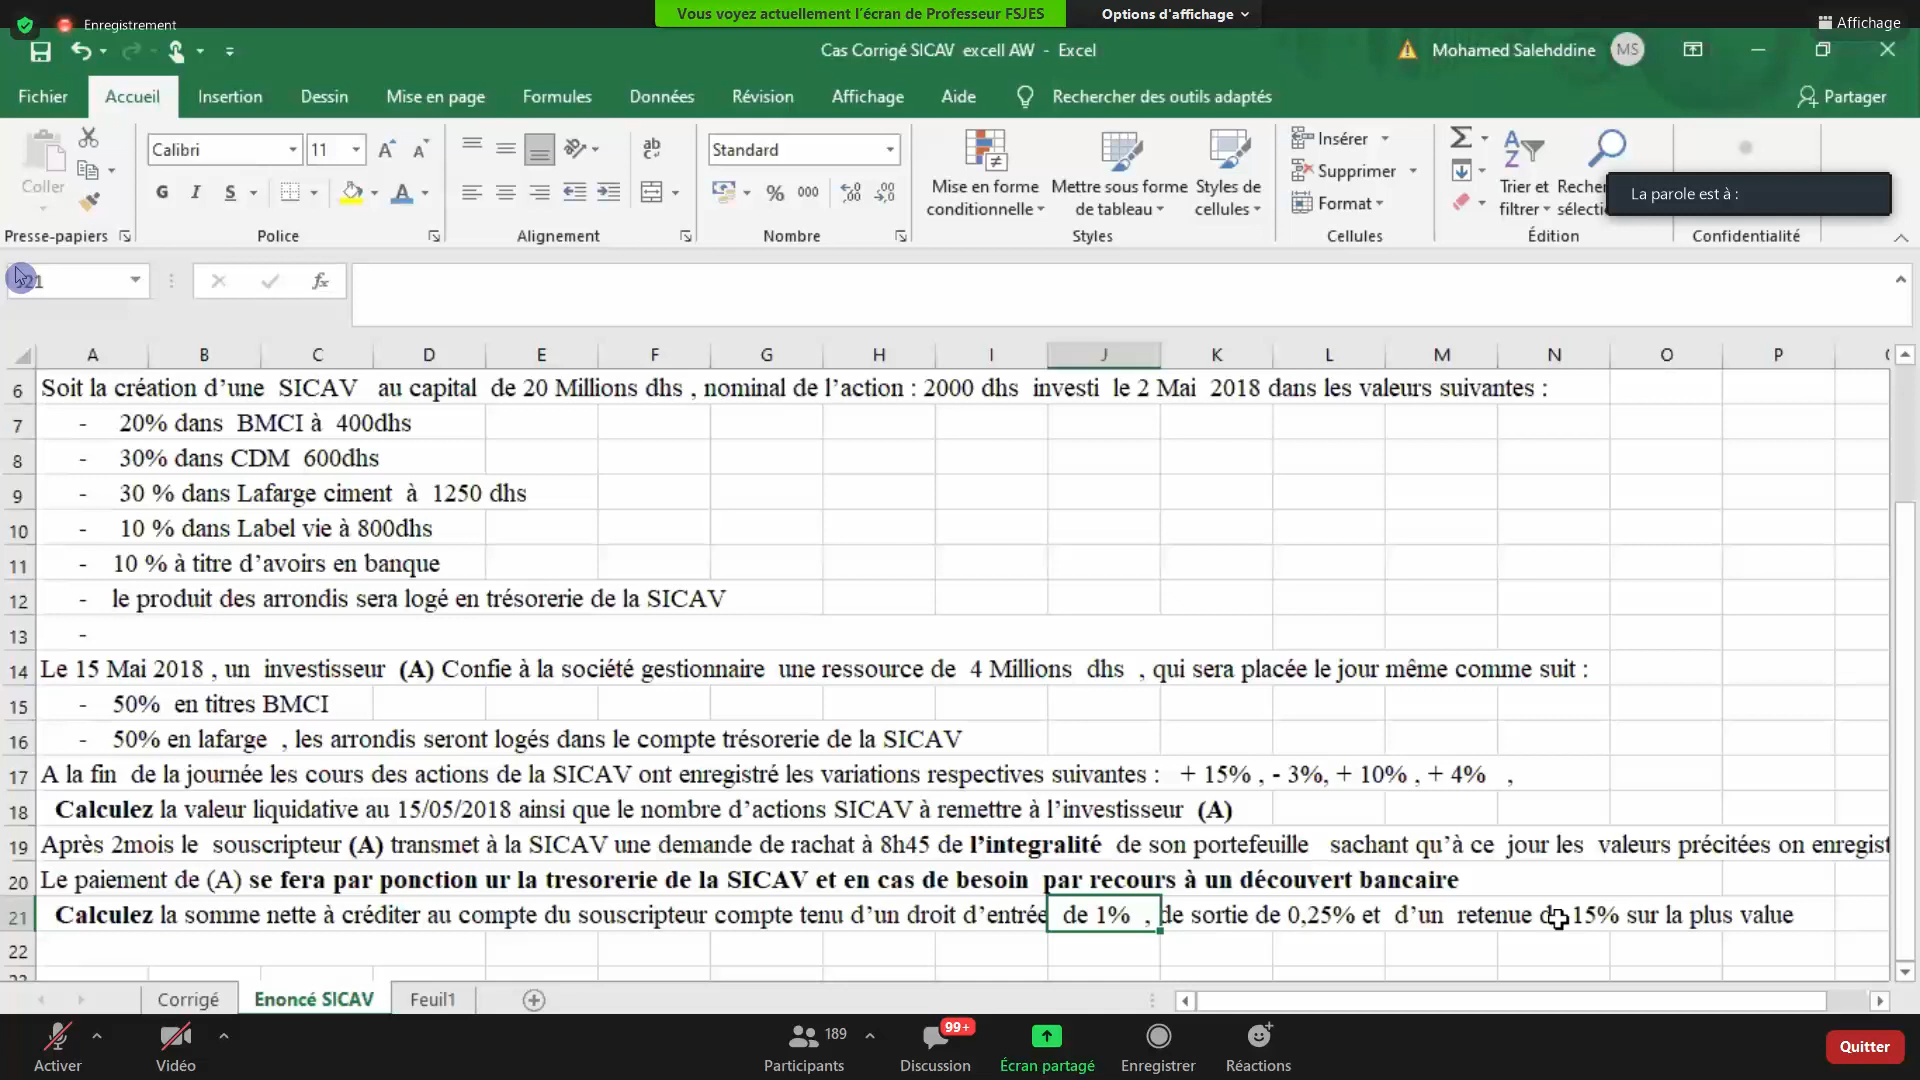 Vous voyez actuellement l'écran de Professeur FSJES
Options d'affichage
Enregistrement
Affichage
Cas Corrigé SICAV excell AW - Excel
Mohamed Salehddine
MS
Fichier
Accueil
Insertion
Dessin
Mise en page
Formules
Données
Révision
Affichage
Aide
Rechercher des outils adaptés
Partager
Coller
Calibri
11
Standard
G I S
% 000
Mise en forme conditionnelle
Mettre sous forme de tableau
Styles de cellules
Insérer
Supprimer
Format
Trier et filtrer
La parole est à :
Presse-papiers
Police
Alignement
Nombre
Styles
Cellules
Édition
Confidentialité
fx
A B C D E F G H I J K L M N O P
6 Soit la création d'une SICAV au capital de 20 Millions dhs , nominal de l'action : 2000 dhs investi le 2 Mai 2018 dans les valeurs suivantes :
7 - 20% dans BMCI à 400dhs
8 - 30% dans CDM 600dhs
9 - 30 % dans Lafarge ciment à 1250 dhs
10 - 10 % dans Label vie à 800dhs
11 - 10 % à titre d'avoirs en banque
12 - le produit des arrondis sera logé en trésorerie de la SICAV
13 -
14 Le 15 Mai 2018 , un investisseur (A) Confie à la société gestionnaire une ressource de 4 Millions dhs , qui sera placée le jour même comme suit :
15 - 50% en titres BMCI
16 - 50% en lafarge , les arrondis seront logés dans le compte trésorerie de la SICAV
17 A la fin de la journée les cours des actions de la SICAV ont enregistré les variations respectives suivantes : + 15% , - 3%, + 10% , + 4% ,
18 Calculez la valeur liquidative au 15/05/2018 ainsi que le nombre d'actions SICAV à remettre à l'investisseur (A)
19 Après 2mois le souscripteur (A) transmet à la SICAV une demande de rachat à 8h45 de l'integralité de son portefeuille sachant qu'à ce jour les valeurs précitées on enregist
20 Le paiement de (A) se fera par ponction ur la tresorerie de la SICAV et en cas de besoin par recours à un découvert bancaire
21 Calculez la somme nette à créditer au compte du souscripteur compte tenu d'un droit d'entrée de 1% , de sortie de 0,25% et d'un retenue 15% sur la plus value
22
Corrigé
Enoncé SICAV
Feuil1
Activer
Vidéo
189
Participants
99+
Discussion
Écran partagé
Enregistrer
Réactions
Quitter